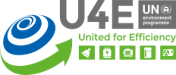 U4E UN
environment
programme
United for Efficiency